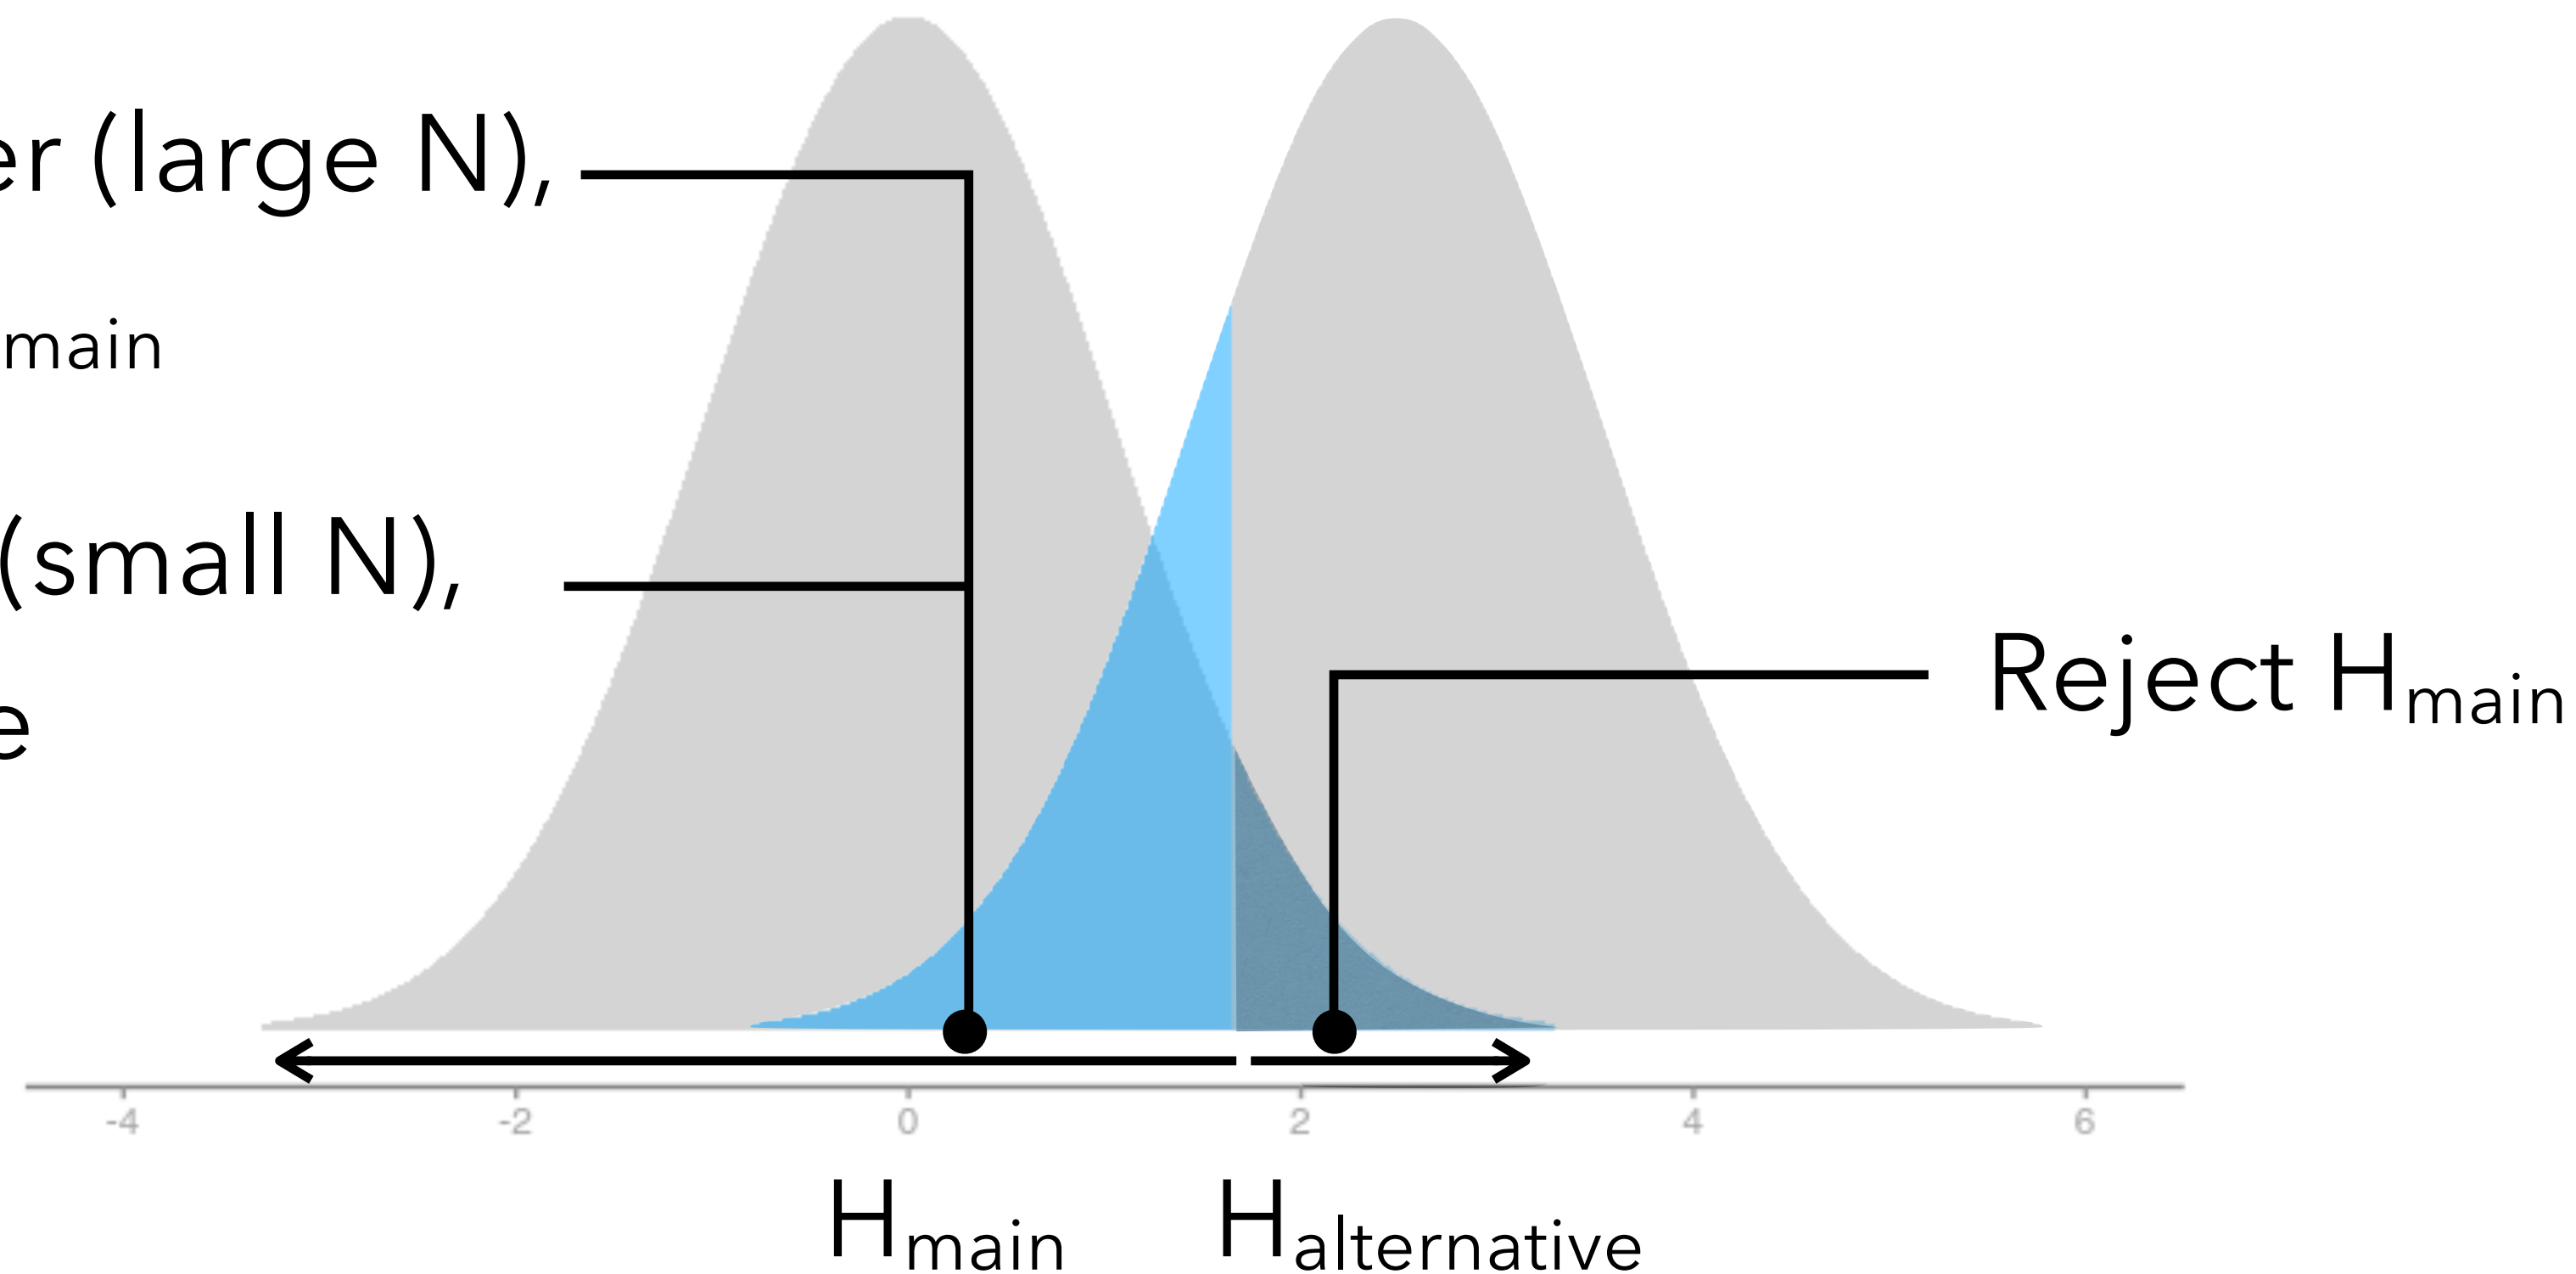 er (large N),
main
(small N),
e
Reject Hmain
-4 -2 0 2 4 6
Hmain Halternative